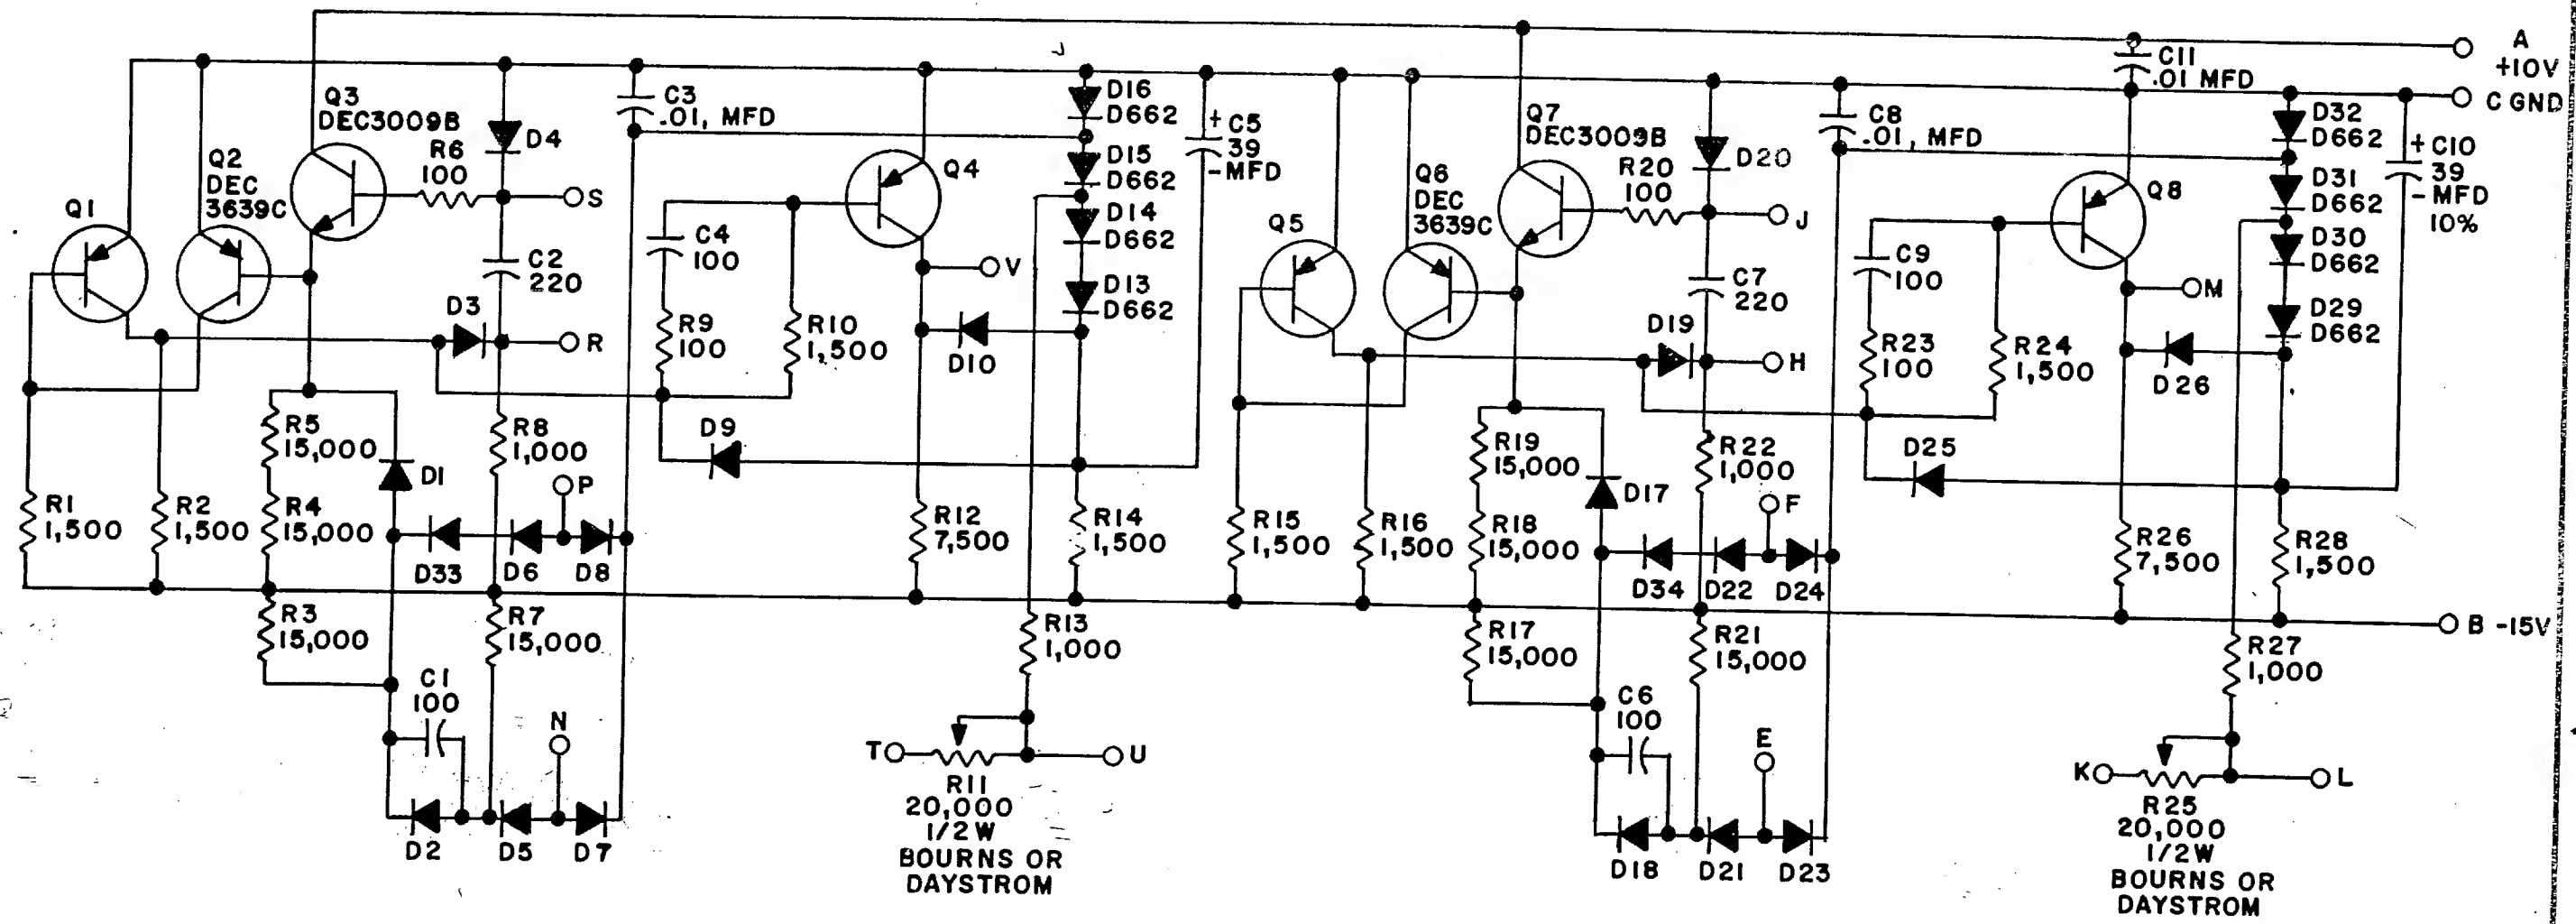 A
+10V
C11
.01 MFD
C GND
Q3
DEC3009B
D4
R6
100
C3
.01, MFD
D16
D662
+ C5
39
- MFD
Q7
DEC3009B
D20
R20
100
C8
.01, MFD
D32
D662
+ C10
39
- MFD
10%
Q2
DEC
3639C
Q1
S
Q4
D15
D662
Q6
DEC
3639C
Q5
J
Q8
D31
D662
C2
220
C4
100
V
D14
D662
C7
220
C9
100
M
D30
D662
D3
R
R9
100
R10
1,500
D10
D13
D662
D19
H
R23
100
R24
1,500
D26
D29
D662
R5
15,000
D1
R8
1,000
D9
R19
15,000
D17
R22
1,000
D25
R1
1,500
R2
1,500
R4
15,000
P
D33
D6
D8
R12
7,500
R14
1,500
R15
1,500
R16
1,500
R18
15,000
F
D34
D22
D24
R26
7,500
R28
1,500
B -15V
R3
15,000
R7
15,000
R13
1,000
R17
15,000
R21
15,000
R27
1,000
C1
100
N
D2
D5
D7
T
U
R11
20,000
1/2W
BOURNS OR
DAYSTROM
C6
100
E
D18
D21
D23
K
L
R25
20,000
1/2W
BOURNS OR
DAYSTROM